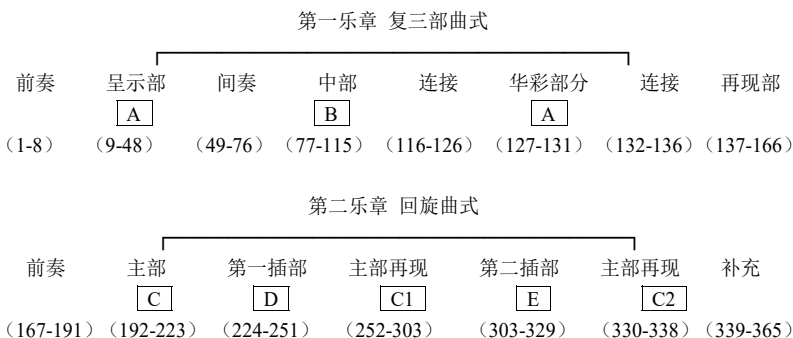 第一乐章 复三部曲式
前奏 呈示部 间奏 中部 连接 华彩部分 连接 再现部
A B A
（1-8） （9-48） （49-76） （77-115） （116-126） （127-131） （132-136） （137-166）
第二乐章 回旋曲式
前奏 主部 第一插部 主部再现 第二插部 主部再现 补充
C D C1 E C2
（167-191） （192-223） （224-251） （252-303） （303-329） （330-338） （339-365）